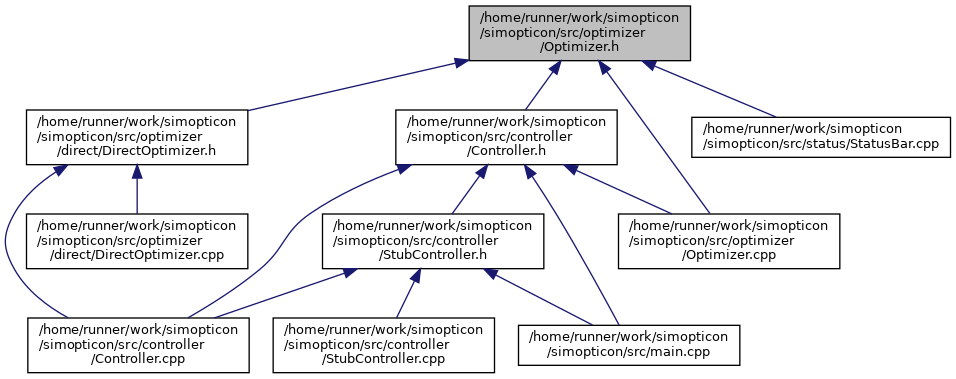 /home/runner/work/simopticon
/simopticon/src/optimizer
/Optimizer.h
/home/runner/work/simopticon
/simopticon/src/optimizer
/direct/DirectOptimizer.h
/home/runner/work/simopticon
/simopticon/src/controller
/Controller.h
/home/runner/work/simopticon
/simopticon/src/status/StatusBar.cpp
/home/runner/work/simopticon
/simopticon/src/optimizer
/direct/DirectOptimizer.cpp
/home/runner/work/simopticon
/simopticon/src/controller
/StubController.h
/home/runner/work/simopticon
/simopticon/src/optimizer
/Optimizer.cpp
/home/runner/work/simopticon
/simopticon/src/controller
/Controller.cpp
/home/runner/work/simopticon
/simopticon/src/controller
/StubController.cpp
/home/runner/work/simopticon
/simopticon/src/main.cpp